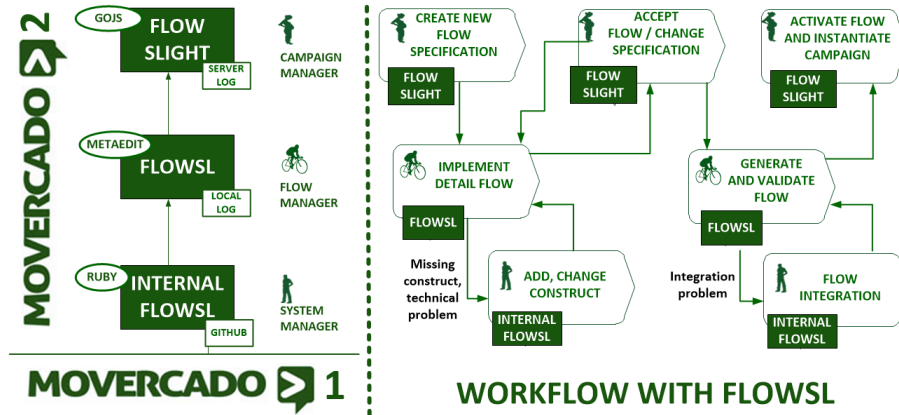 MOVERCADO 2
GOJS
FLOW
SLIGHT
SERVER
LOG
CAMPAIGN
MANAGER
METAEDIT
FLOWSL
LOCAL
LOG
FLOW
MANAGER
RUBY
INTERNAL
FLOWSL
GITHUB
SYSTEM
MANAGER
MOVERCADO 1
CREATE NEW
FLOW
SPECIFICATION
FLOW
SLIGHT
ACCEPT
FLOW / CHANGE
SPECIFICATION
FLOW
SLIGHT
ACTIVATE FLOW
AND INSTANTIATE
CAMPAIGN
FLOW
SLIGHT
IMPLEMENT
DETAIL FLOW
FLOWSL
GENERATE
AND VALIDATE
FLOW
FLOWSL
Missing
construct,
technical
problem
ADD, CHANGE
CONSTRUCT
INTERNAL
FLOWSL
Integration
problem
FLOW
INTEGRATION
INTERNAL
FLOWSL
WORKFLOW WITH FLOWSL